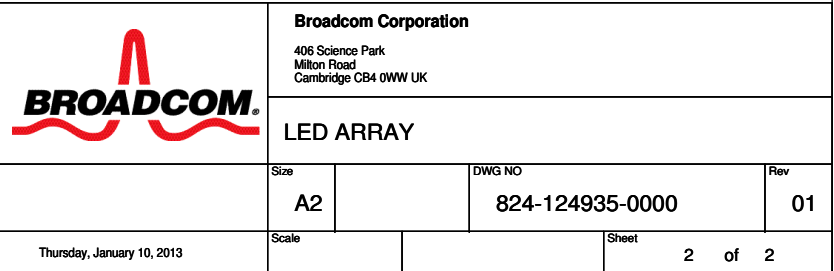 BROADCOM®
Broadcom Corporation
406 Science Park
Milton Road
Cambridge CB4 0WW UK
LED ARRAY
Size
A2
DWG NO
824-124935-0000
Rev
01
Thursday, January 10, 2013
Scale
Sheet
2 of 2